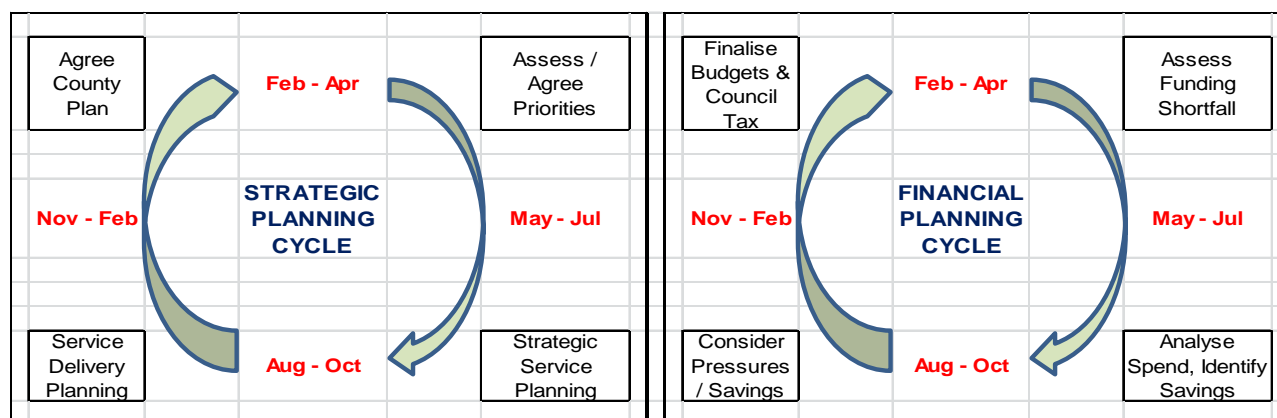 Agree
County
Plan
Feb - Apr
Assess /
Agree
Priorities
Nov - Feb
STRATEGIC
PLANNING
CYCLE
May - Jul
Service
Delivery
Planning
Aug - Oct
Strategic
Service
Planning
Finalise
Budgets &
Council
Tax
Feb - Apr
Assess
Funding
Shortfall
Nov - Feb
FINANCIAL
PLANNING
CYCLE
May - Jul
Consider
Pressures
/ Savings
Aug - Oct
Analyse
Spend, Identify
Savings